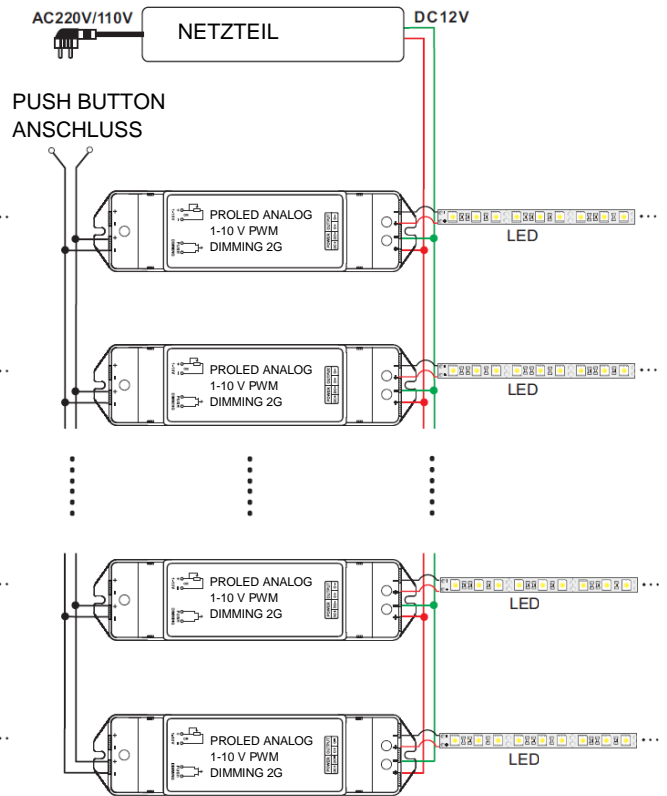 AC220V/110V
NETZTEIL
DC12V
PUSH BUTTON
ANSCHLUSS
PROLED ANALOG
1-10 V PWM
DIMMING 2G
LED
PROLED ANALOG
1-10 V PWM
DIMMING 2G
LED
PROLED ANALOG
1-10 V PWM
DIMMING 2G
LED
PROLED ANALOG
1-10 V PWM
DIMMING 2G
LED